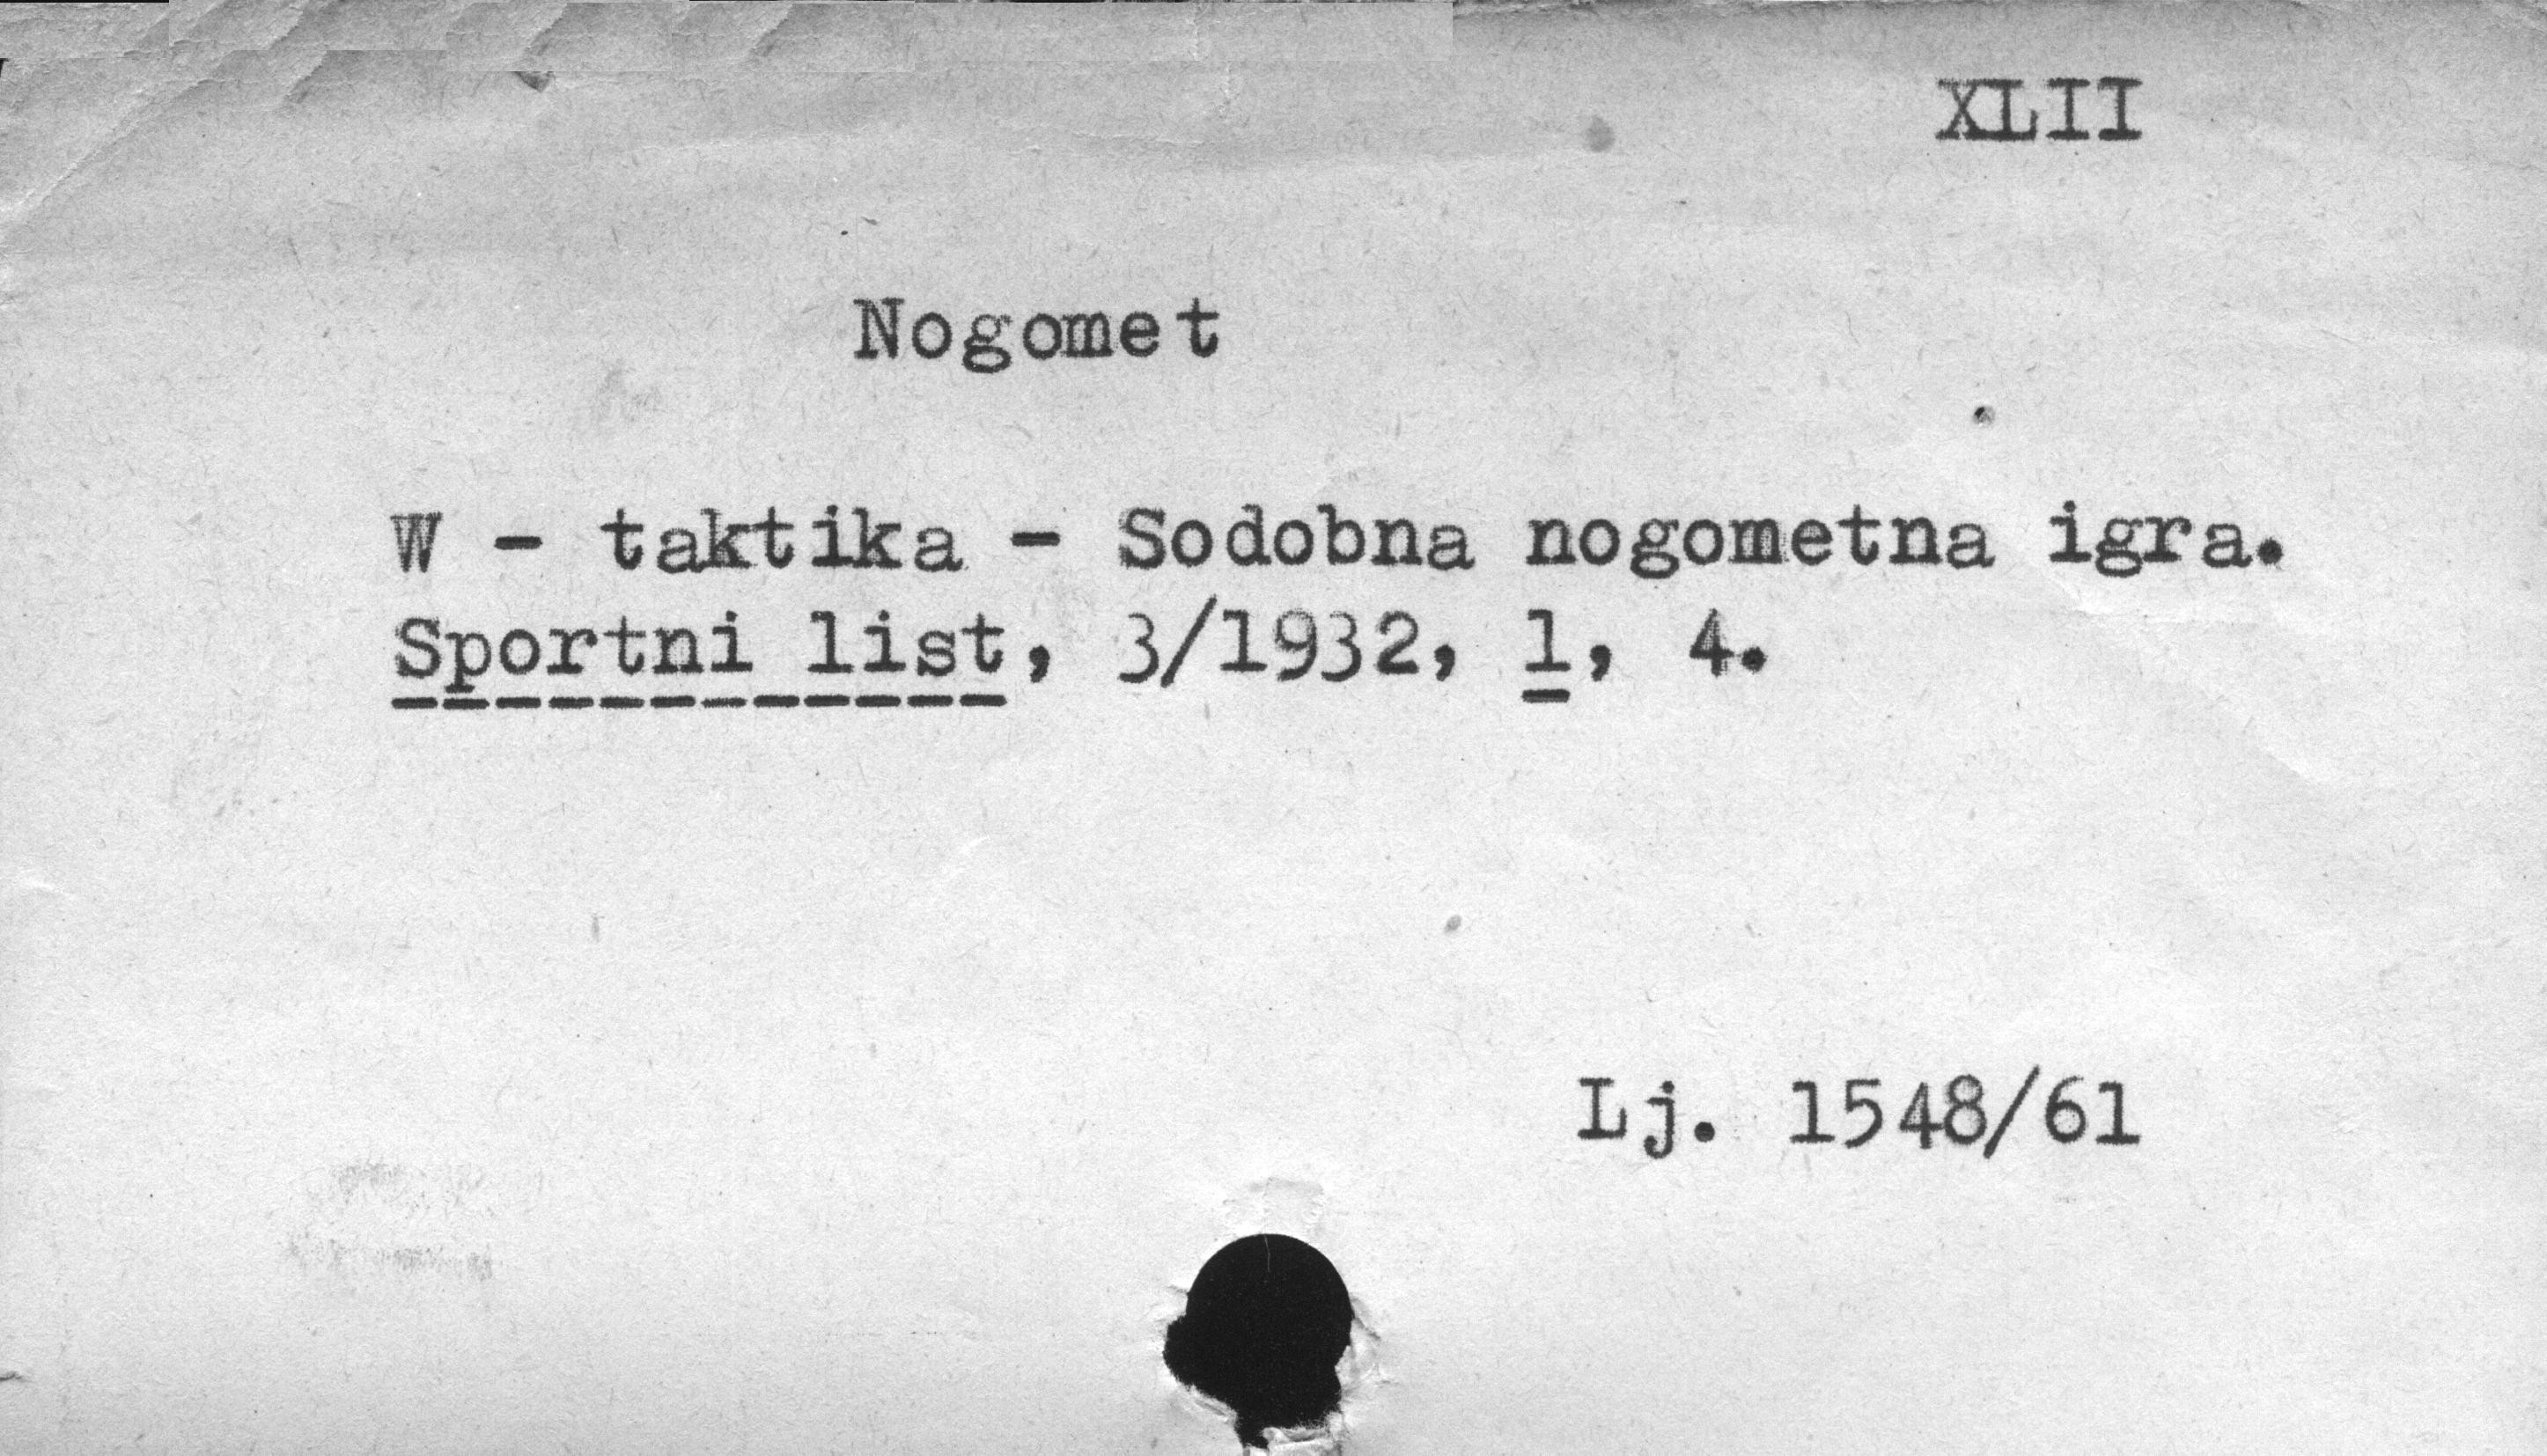 XLII
Nogomet
W - taktika - Sodobna nogometna igra.
Sportni list, 3/1932, 1, 4.
Lj. 1548/61